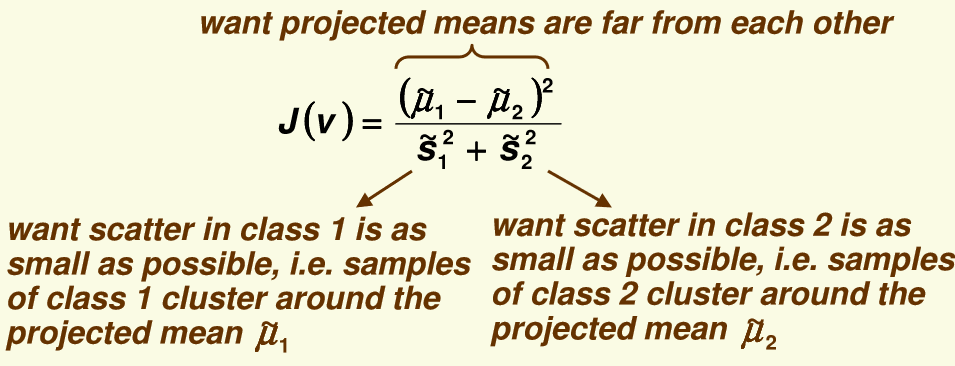 want projected means are far from each other
J(v) = (μ̃₁ − μ̃₂)² / (s̃₁² + s̃₂²)
want scatter in class 1 is as
small as possible, i.e. samples
of class 1 cluster around the
projected mean μ̃₁
want scatter in class 2 is as
small as possible, i.e. samples
of class 2 cluster around the
projected mean μ̃₂